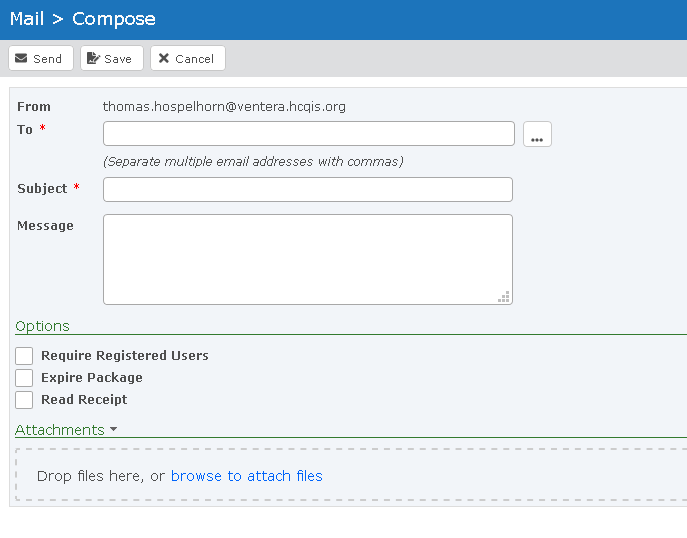 Mail > Compose
Send Save Cancel
From thomas.hospelhorn@ventera.hcqis.org
To * ...
(Separate multiple email addresses with commas)
Subject *
Message
Options
Require Registered Users
Expire Package
Read Receipt
Attachments
Drop files here, or browse to attach files